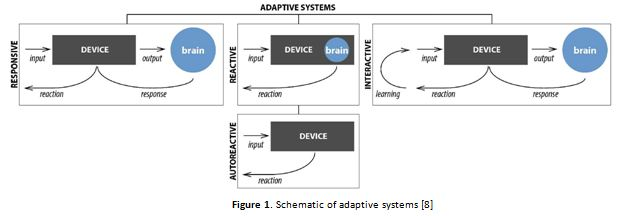 ADAPTIVE SYSTEMS
RESPONSIVE
input
DEVICE
output
brain
reaction
response
REACTIVE
input
DEVICE
brain
reaction
INTERACTIVE
input
DEVICE
output
brain
learning
reaction
response
AUTOREACTIVE
input
DEVICE
reaction
Figure 1. Schematic of adaptive systems [8]